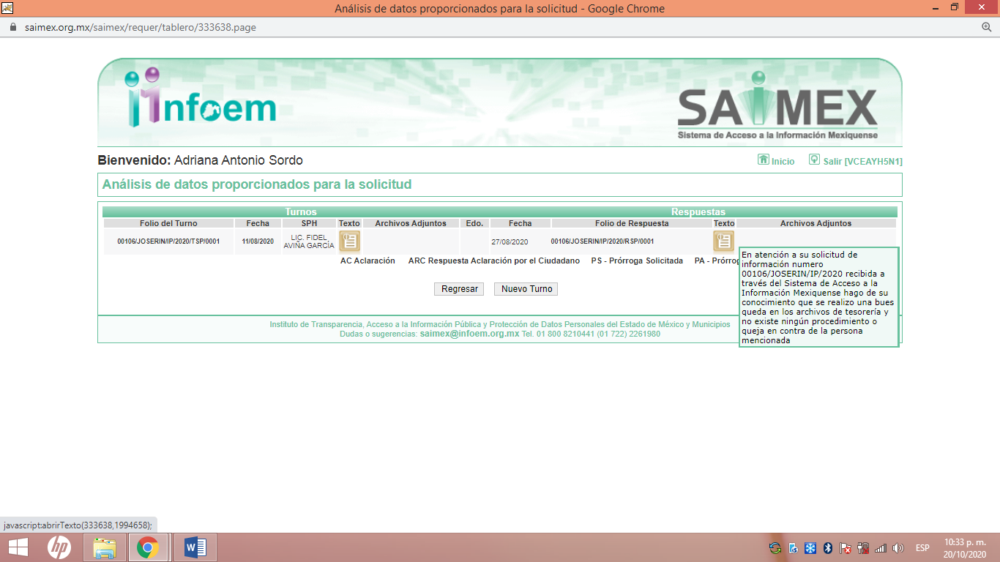 Análisis de datos proporcionados para la solicitud - Google Chrome
saimex.org.mx/saimex/requer/tablero/333638.page
infoem
SAIMEX
Sistema de Acceso a la Información Mexiquense
Bienvenido: Adriana Antonio Sordo
Inicio Salir [VCEAYH5N1]
Análisis de datos proporcionados para la solicitud
Turnos Respuestas
Folio del Turno Fecha SPH Texto Archivos Adjuntos Edo. Fecha Folio de Respuesta Texto Archivos Adjuntos
00106/JOSERIN/IP/2020/TSP/0001 11/08/2020 LIC. FIDEL AVIÑA GARCÍA 27/08/2020 00106/JOSERIN/IP/2020/RSP/0001
AC Aclaración ARC Respuesta Aclaración por el Ciudadano PS - Prórroga Solicitada PA - Prórrog
En atención a su solicitud de
información numero
00106/JOSERIN/IP/2020 recibida a
través del Sistema de Acceso a la
Información Mexiquense hago de su
conocimiento que se realizo una bues
queda en los archivos de tesorería y
no existe ningún procedimiento o
queja en contra de la persona
mencionada
Regresar Nuevo Turno
Instituto de Transparencia, Acceso a la Información Pública y Protección de Datos Personales del Estado de México y Municipios
Dudas o sugerencias: saimex@infoem.org.mx Tel. 01 800 8210441 (01 722) 2261980
javascript:abrirTexto(333638,1994658);
hp
ESP
10:33 p. m.
20/10/2020